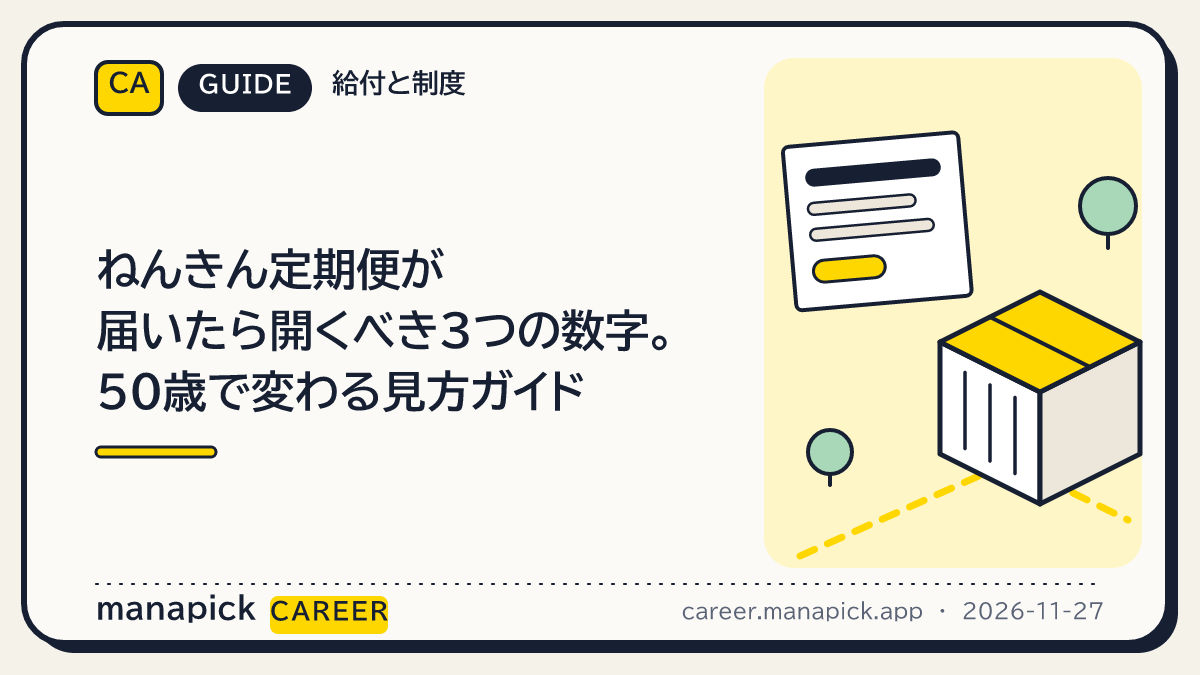 CA GUIDE 給付と制度
ねんきん定期便が
届いたら開くべき3つの数字。
50歳で変わる見方ガイド
manapick CAREER
career.manapick.app ・ 2026-11-27